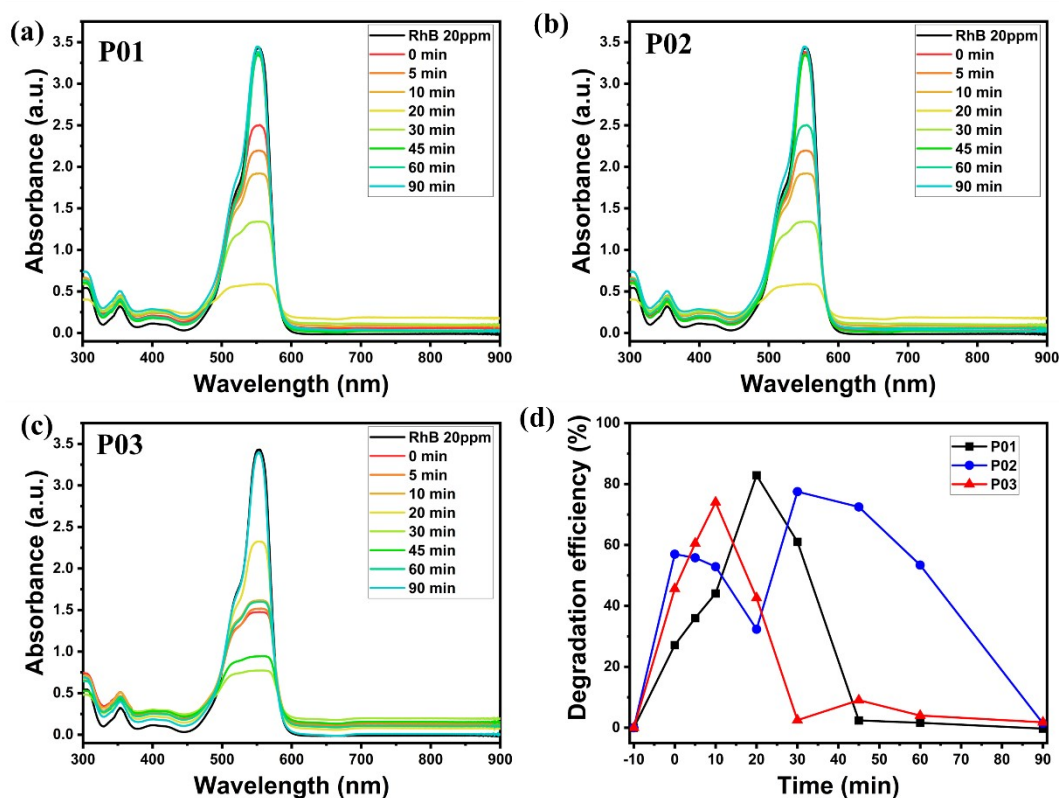 (a)
P01
3.5
3.0
2.5
2.0
1.5
1.0
0.5
0.0
Absorbance (a.u.)
RhB 20ppm
0 min
5 min
10 min
20 min
30 min
45 min
60 min
90 min
300 400 500 600 700 800 900
Wavelength (nm)
(b)
P02
3.5
3.0
2.5
2.0
1.5
1.0
0.5
0.0
Absorbance (a.u.)
RhB 20ppm
0 min
5 min
10 min
20 min
30 min
45 min
60 min
90 min
300 400 500 600 700 800 900
Wavelength (nm)
(c)
P03
3.5
3.0
2.5
2.0
1.5
1.0
0.5
0.0
Absorbance (a.u.)
RhB 20ppm
0 min
5 min
10 min
20 min
30 min
45 min
60 min
90 min
300 400 500 600 700 800 900
Wavelength (nm)
(d)
100
80
60
40
20
0
Degradation efficiency (%)
P01
P02
P03
-10 0 10 20 30 40 50 60 70 80 90
Time (min)